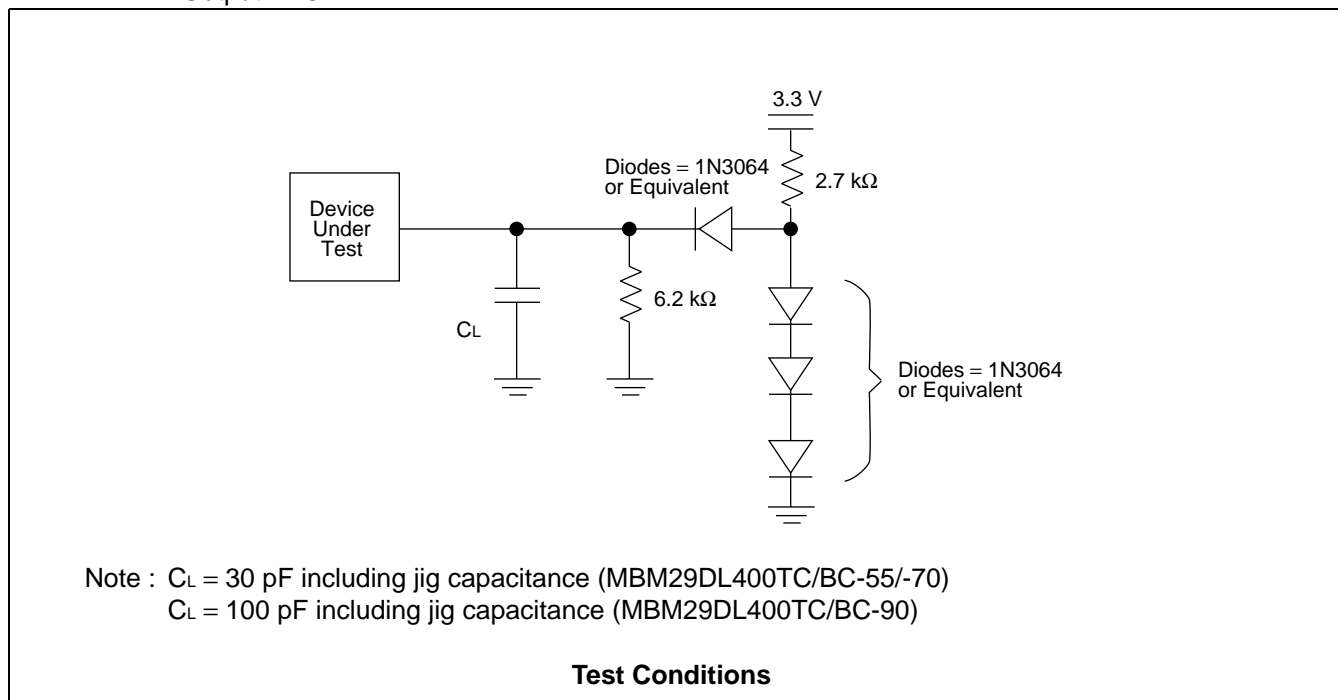 3.3 V
Diodes = 1N3064
or Equivalent
2.7 kΩ
Device
Under
Test
6.2 kΩ
CL
Diodes = 1N3064
or Equivalent
Note : CL = 30 pF including jig capacitance (MBM29DL400TC/BC-55/-70)
CL = 100 pF including jig capacitance (MBM29DL400TC/BC-90)
Test Conditions